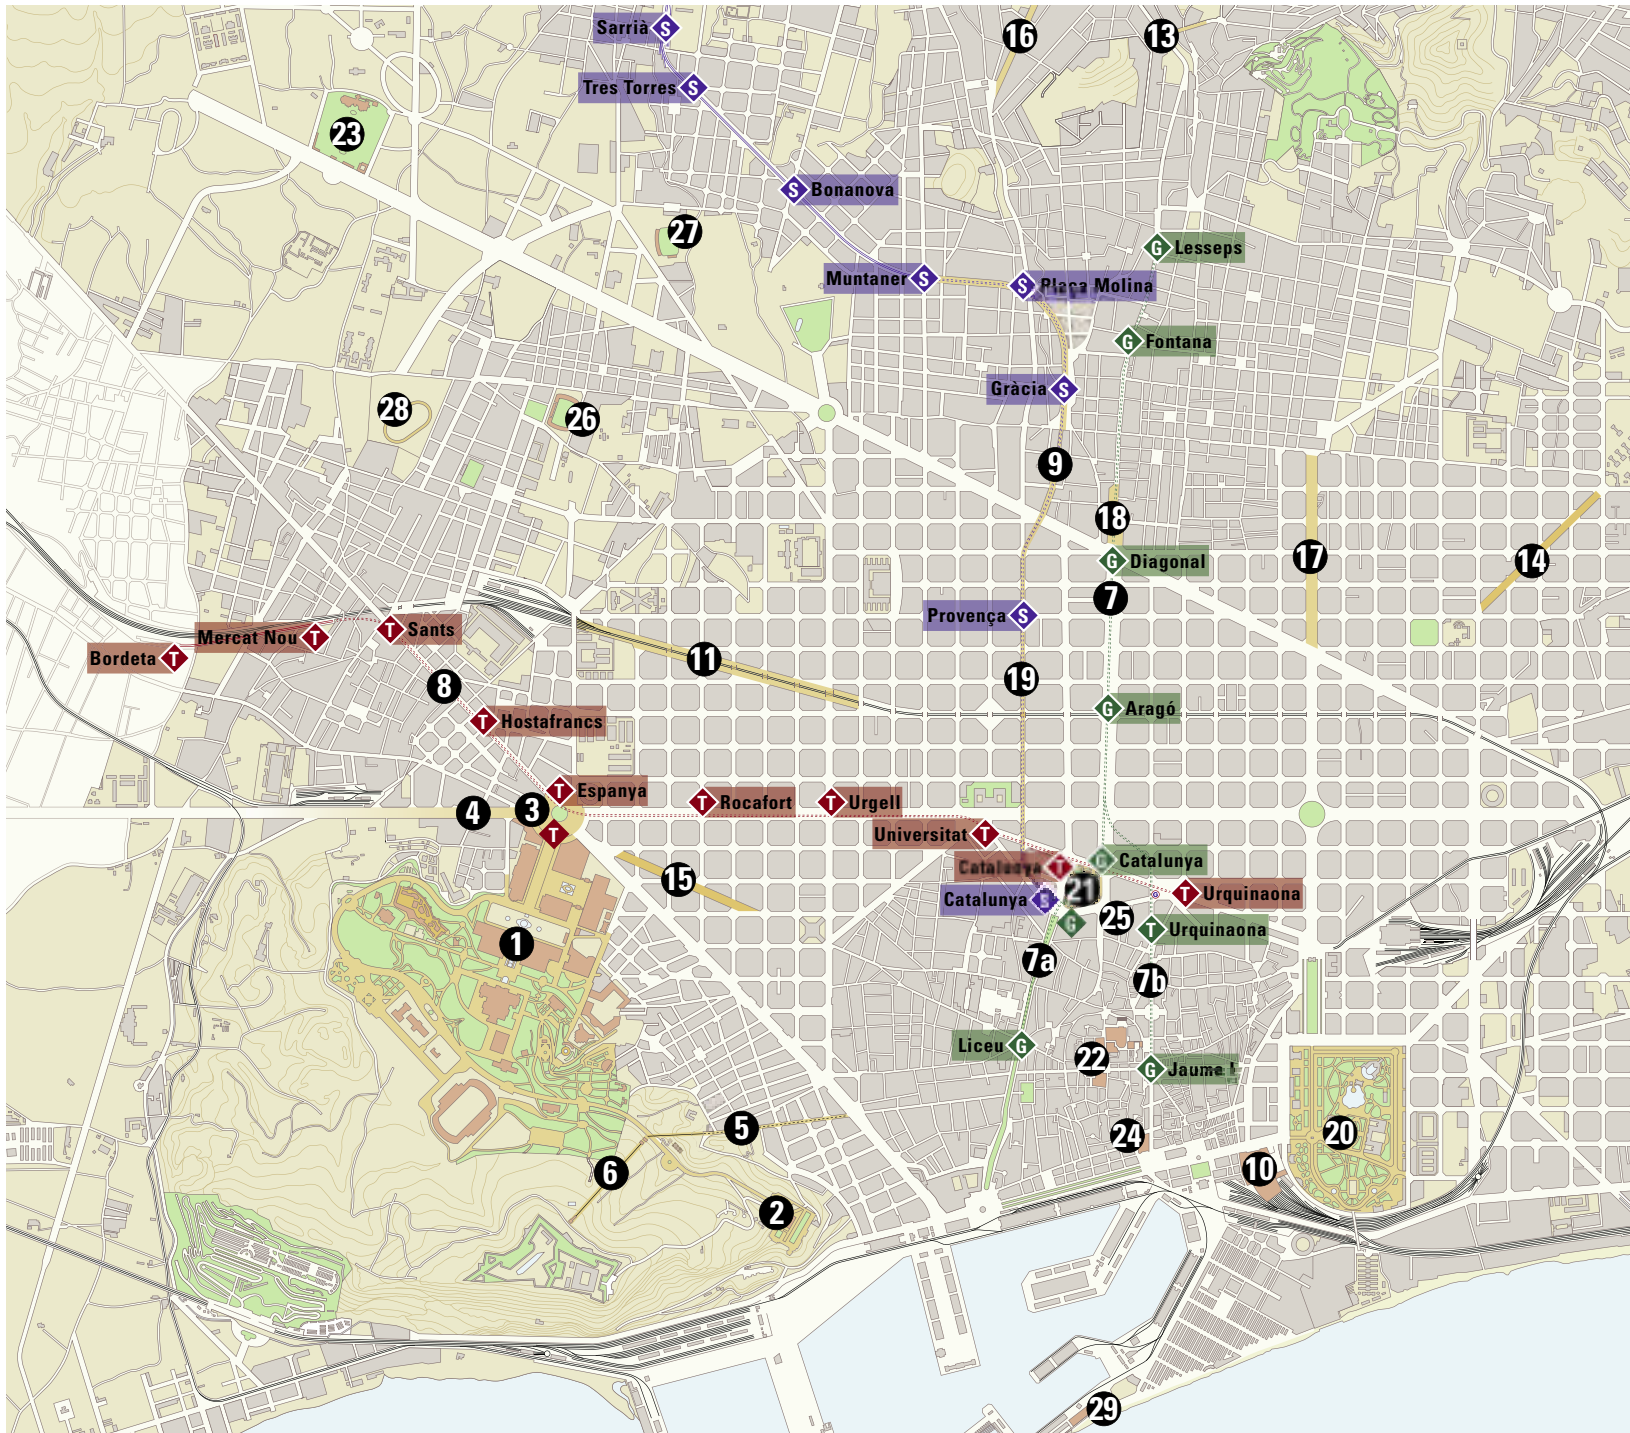 Sarrià S
16
13
Tres Torres S
23
S Bonanova
27
G Lesseps
Muntaner S
S Plaça Molina
G Fontana
Gràcia S
28
26
9
18
17
14
G Diagonal
7
Provença S
Mercat Nou T
T Sants
Bordeta T
11
8
19
G Aragó
T Hostafrancs
T Espanya
T Rocafort
T Urgell
4
3
T
Universitat T
Catalunya T
G Catalunya
15
21
Catalunya S
T Urquinaona
G
25
T Urquinaona
1
7a
7b
Liceu G
22
G Jaume I
5
24
20
6
10
2
29